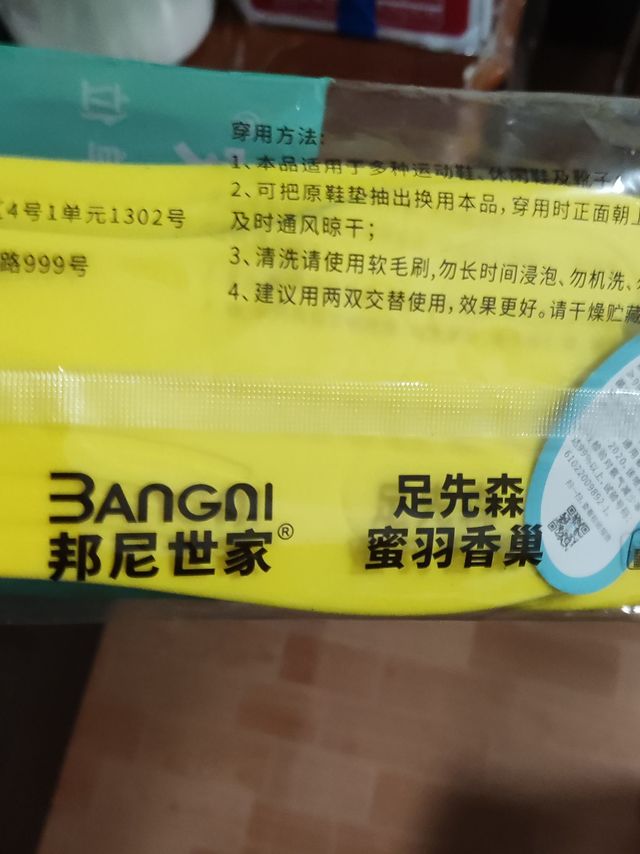 穿用方法:
1、本品适用于多种运动鞋、休闲鞋及靴子
2、可把原鞋垫抽出换用本品,穿用时正面朝上
及时通风晾干;
3、清洗请使用软毛刷,勿长时间浸泡、勿机洗、
4、建议用两双交替使用,效果更好。请干燥贮藏
4号1单元1302号
路999号
BANGNI
邦尼世家®
足先森
蜜羽香巢